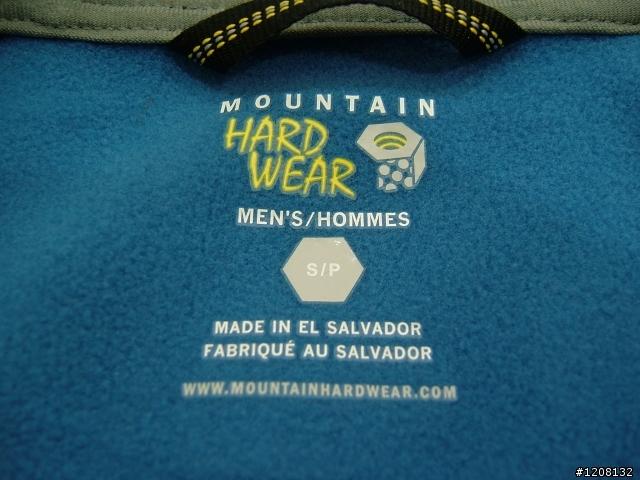 MOUNTAIN
HARD
WEAR
MEN'S/HOMMES
S/P
MADE IN EL SALVADOR
FABRIQUÉ AU SALVADOR
WWW.MOUNTAINHARDWEAR.COM
#1208132